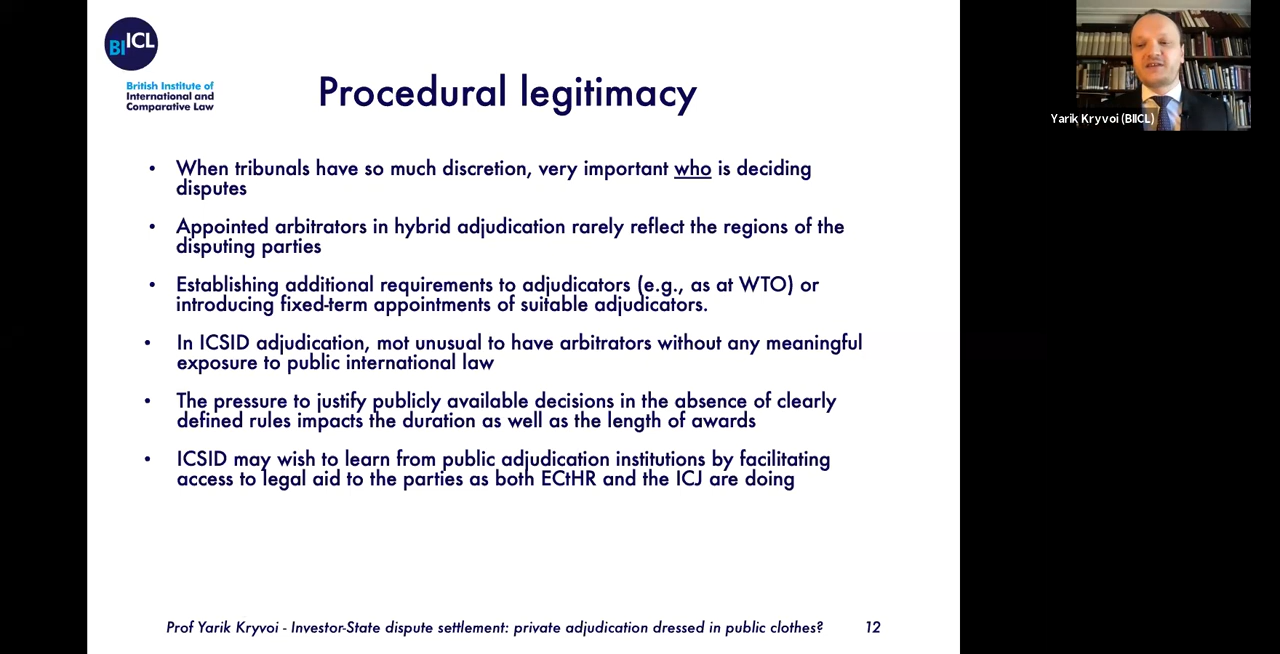 BIICL
British Institute of
International and
Comparative Law
Procedural legitimacy
• When tribunals have so much discretion, very important who is deciding
disputes
• Appointed arbitrators in hybrid adjudication rarely reflect the regions of the
disputing parties
• Establishing additional requirements to adjudicators (e.g., as at WTO) or
introducing fixed-term appointments of suitable adjudicators.
• In ICSID adjudication, mot unusual to have arbitrators without any meaningful
exposure to public international law
• The pressure to justify publicly available decisions in the absence of clearly
defined rules impacts the duration as well as the length of awards
• ICSID may wish to learn from public adjudication institutions by facilitating
access to legal aid to the parties as both ECtHR and the ICJ are doing
Prof Yarik Kryvoi - Investor-State dispute settlement: private adjudication dressed in public clothes? 12
Yarik Kryvoi (BIICL)